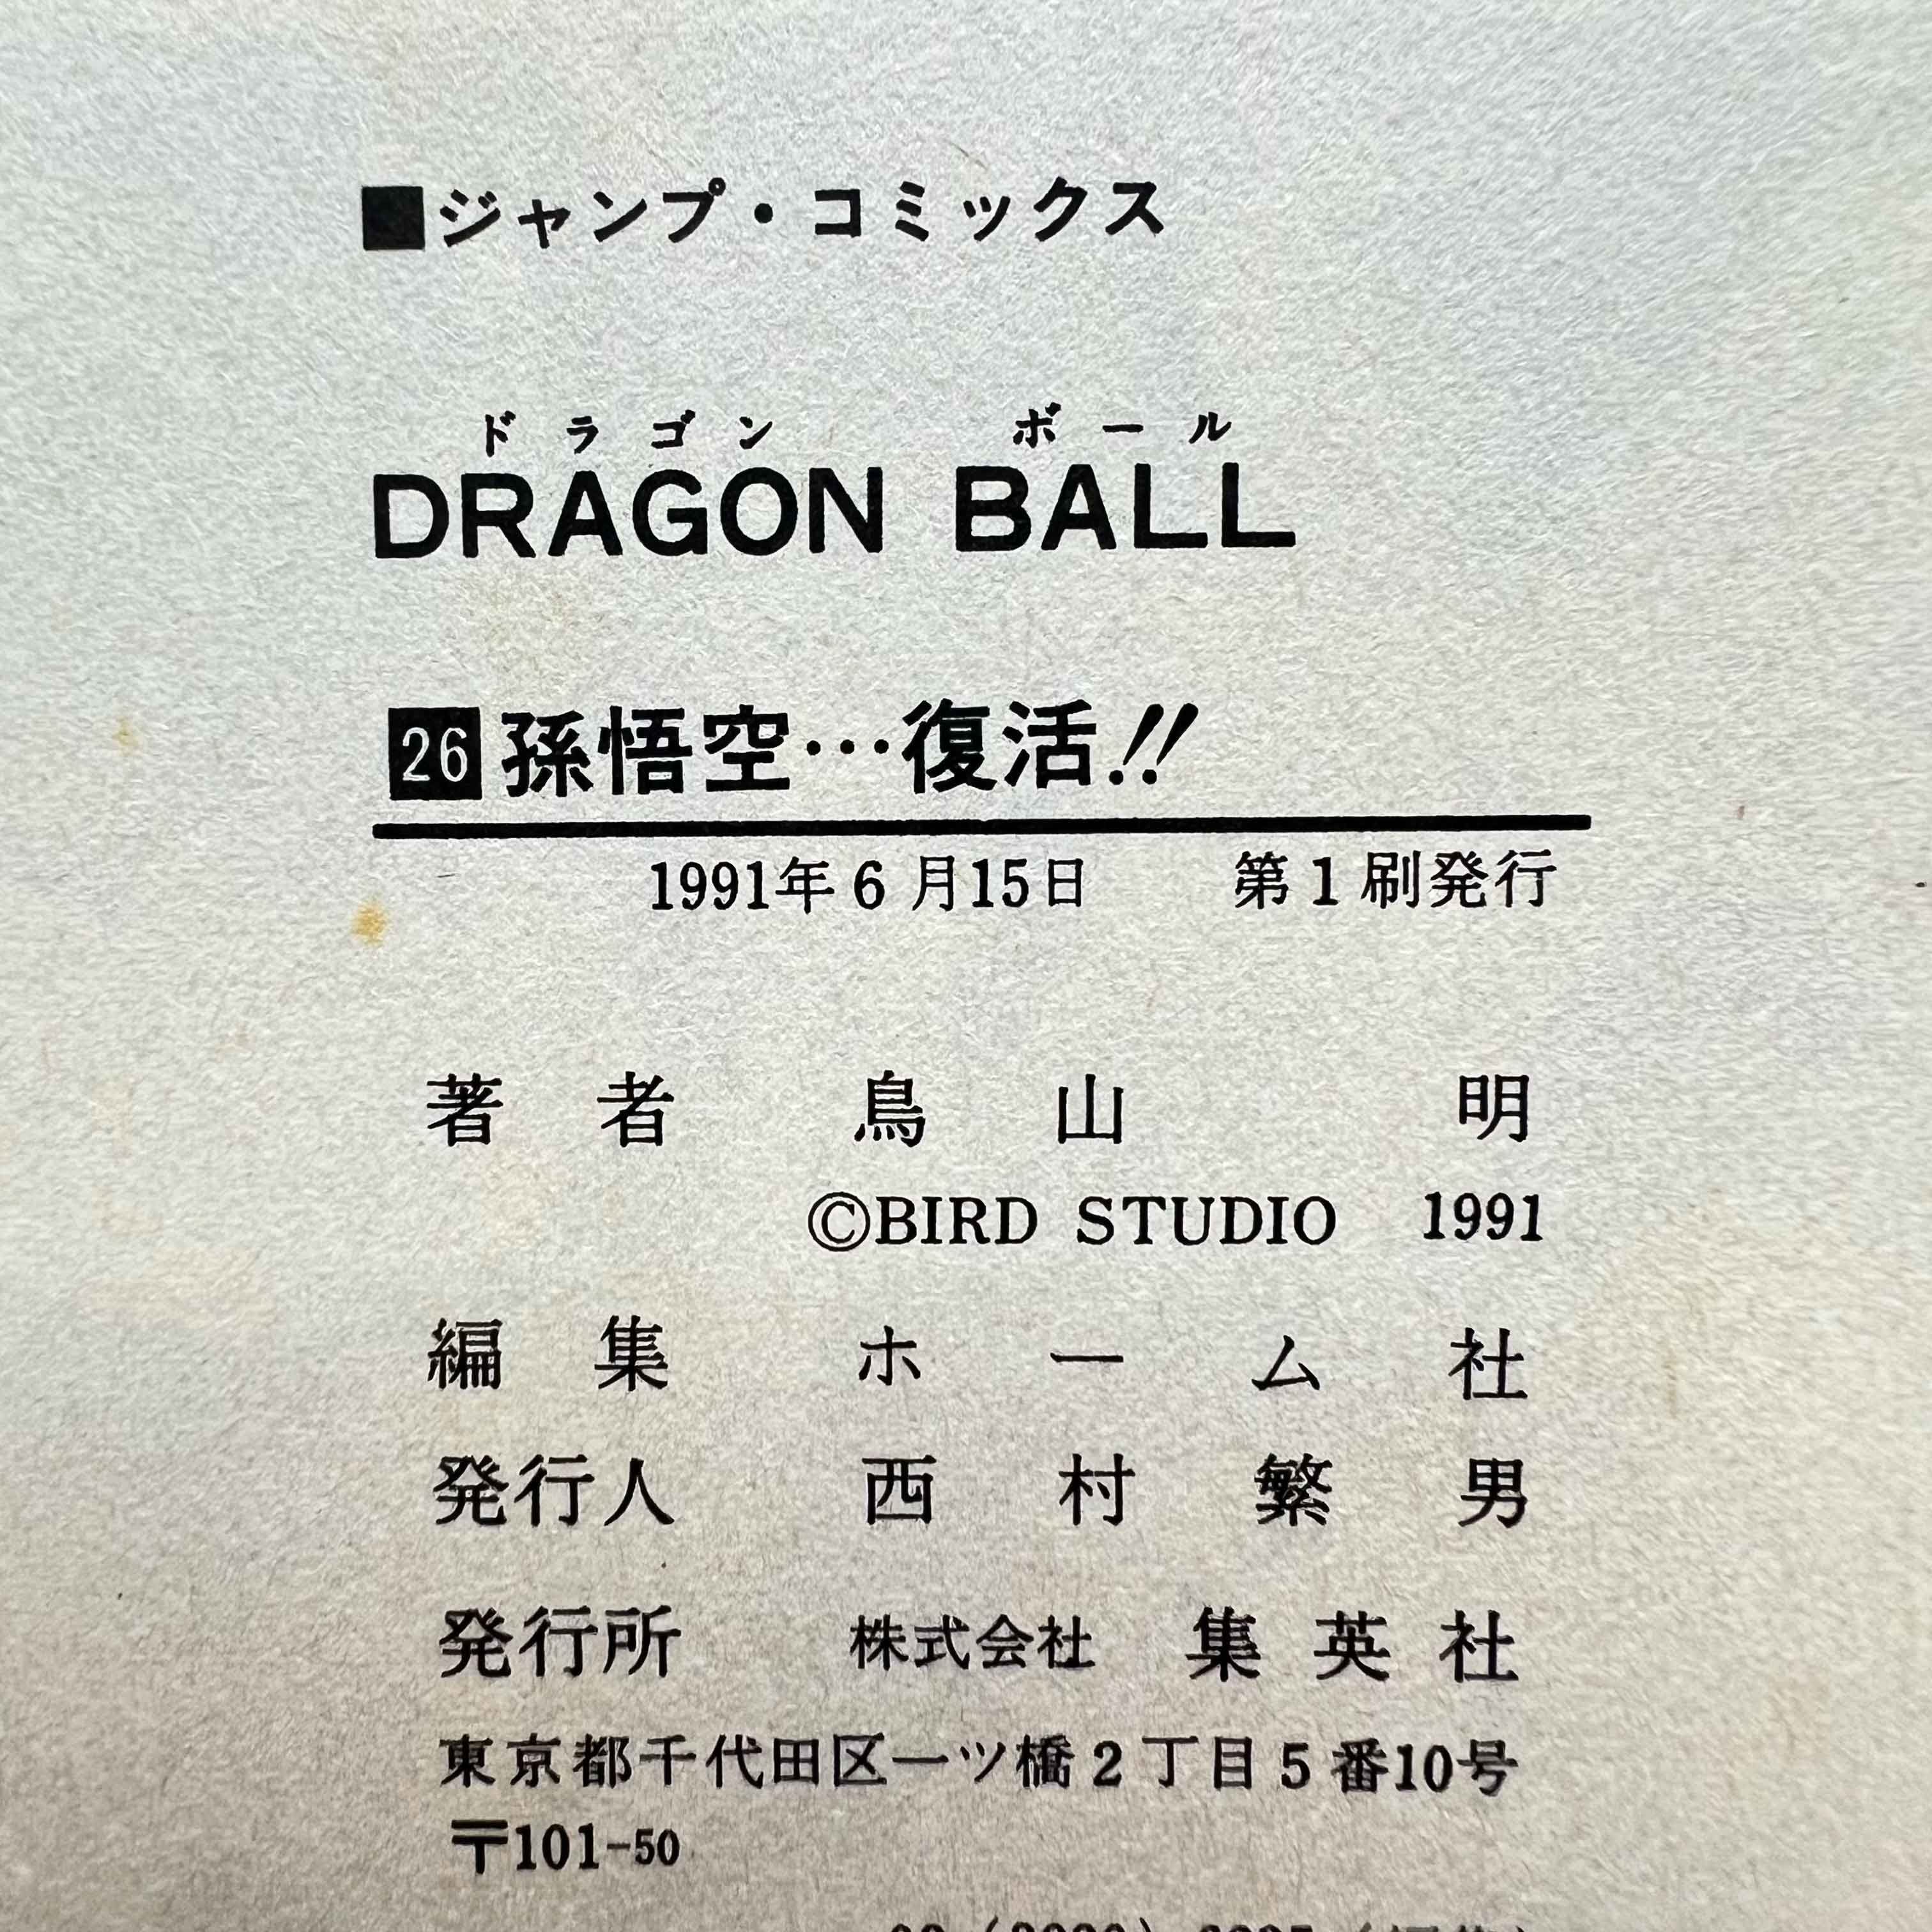 ■ジャンプ・コミックス
ドラゴン ボール
DRAGON BALL
26 孫悟空…復活!!
1991年6月15日 第1刷発行
著者 鳥山明
©BIRD STUDIO 1991
編集 ホーム社
発行人 西村繁男
発行所 株式会社 集英社
東京都千代田区一ツ橋2丁目5番10号
〒101-50